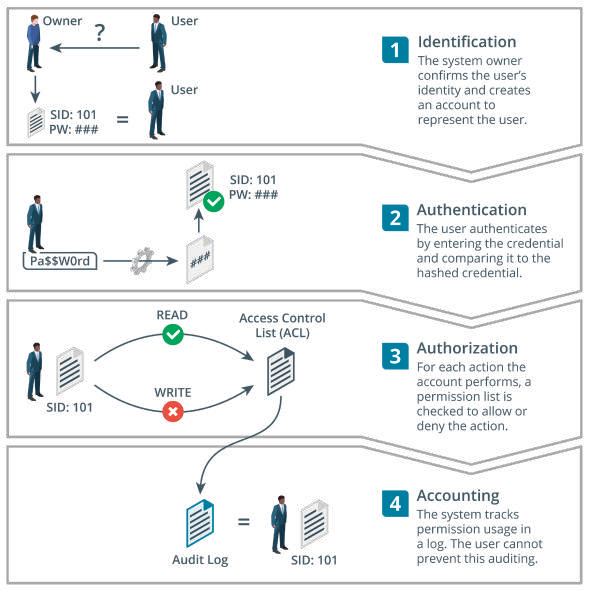 Owner
User
?
User
SID: 101
PW: ###
=
1
Identification
The system owner
confirms the user's
identity and creates
an account to
represent the user.
SID: 101
PW: ###
Pa$$W0rd
###
2
Authentication
The user authenticates
by entering the credential
and comparing it to the
hashed credential.
READ
Access Control
List (ACL)
WRITE
SID: 101
3
Authorization
For each action the
account performs, a
permission list is
checked to allow or
deny the action.
Audit Log
=
SID: 101
4
Accounting
The system tracks
permission usage in
a log. The user cannot
prevent this auditing.